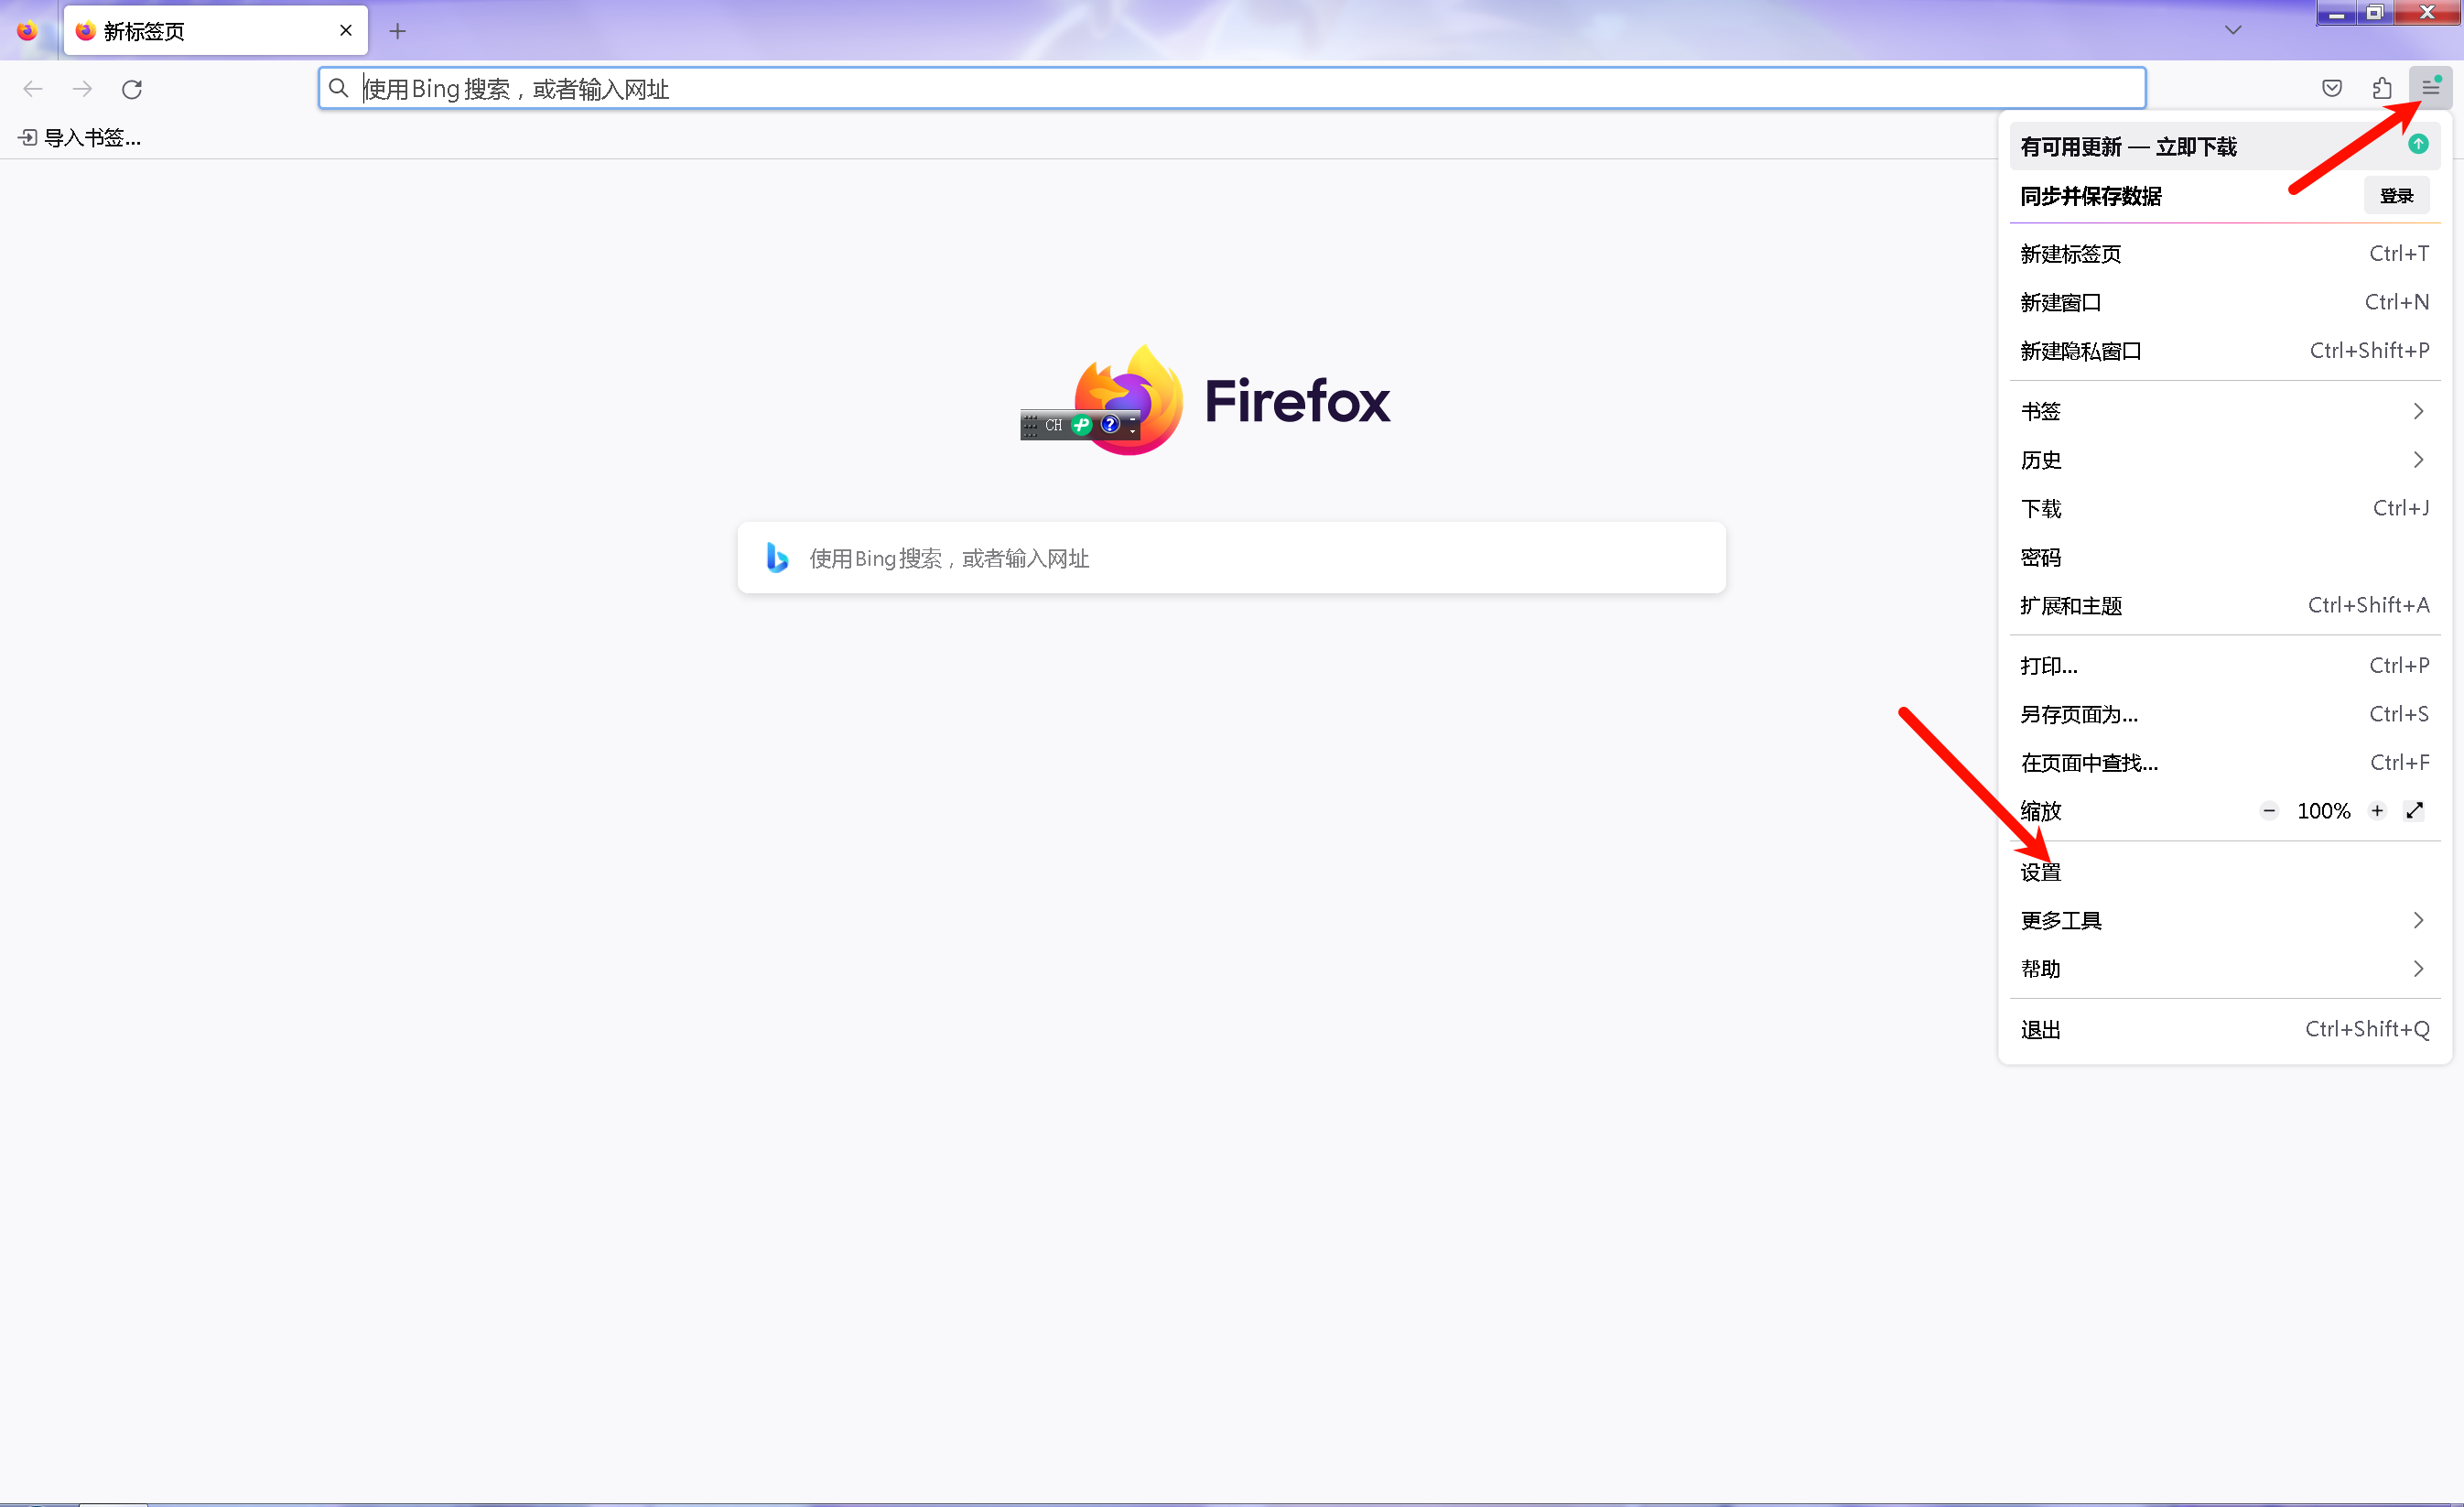 新标签页
使用Bing 搜索，或者输入网址
导入书签...
有可用更新 — 立即下载
同步并保存数据 登录
新建标签页 Ctrl+T
新建窗口 Ctrl+N
新建隐私窗口 Ctrl+Shift+P
书签
历史
下载 Ctrl+J
密码
扩展和主题 Ctrl+Shift+A
打印... Ctrl+P
另存页面为... Ctrl+S
在页面中查找... Ctrl+F
缩放 − 100% +
设置
更多工具
帮助
退出 Ctrl+Shift+Q
Firefox
CH
使用Bing 搜索，或者输入网址